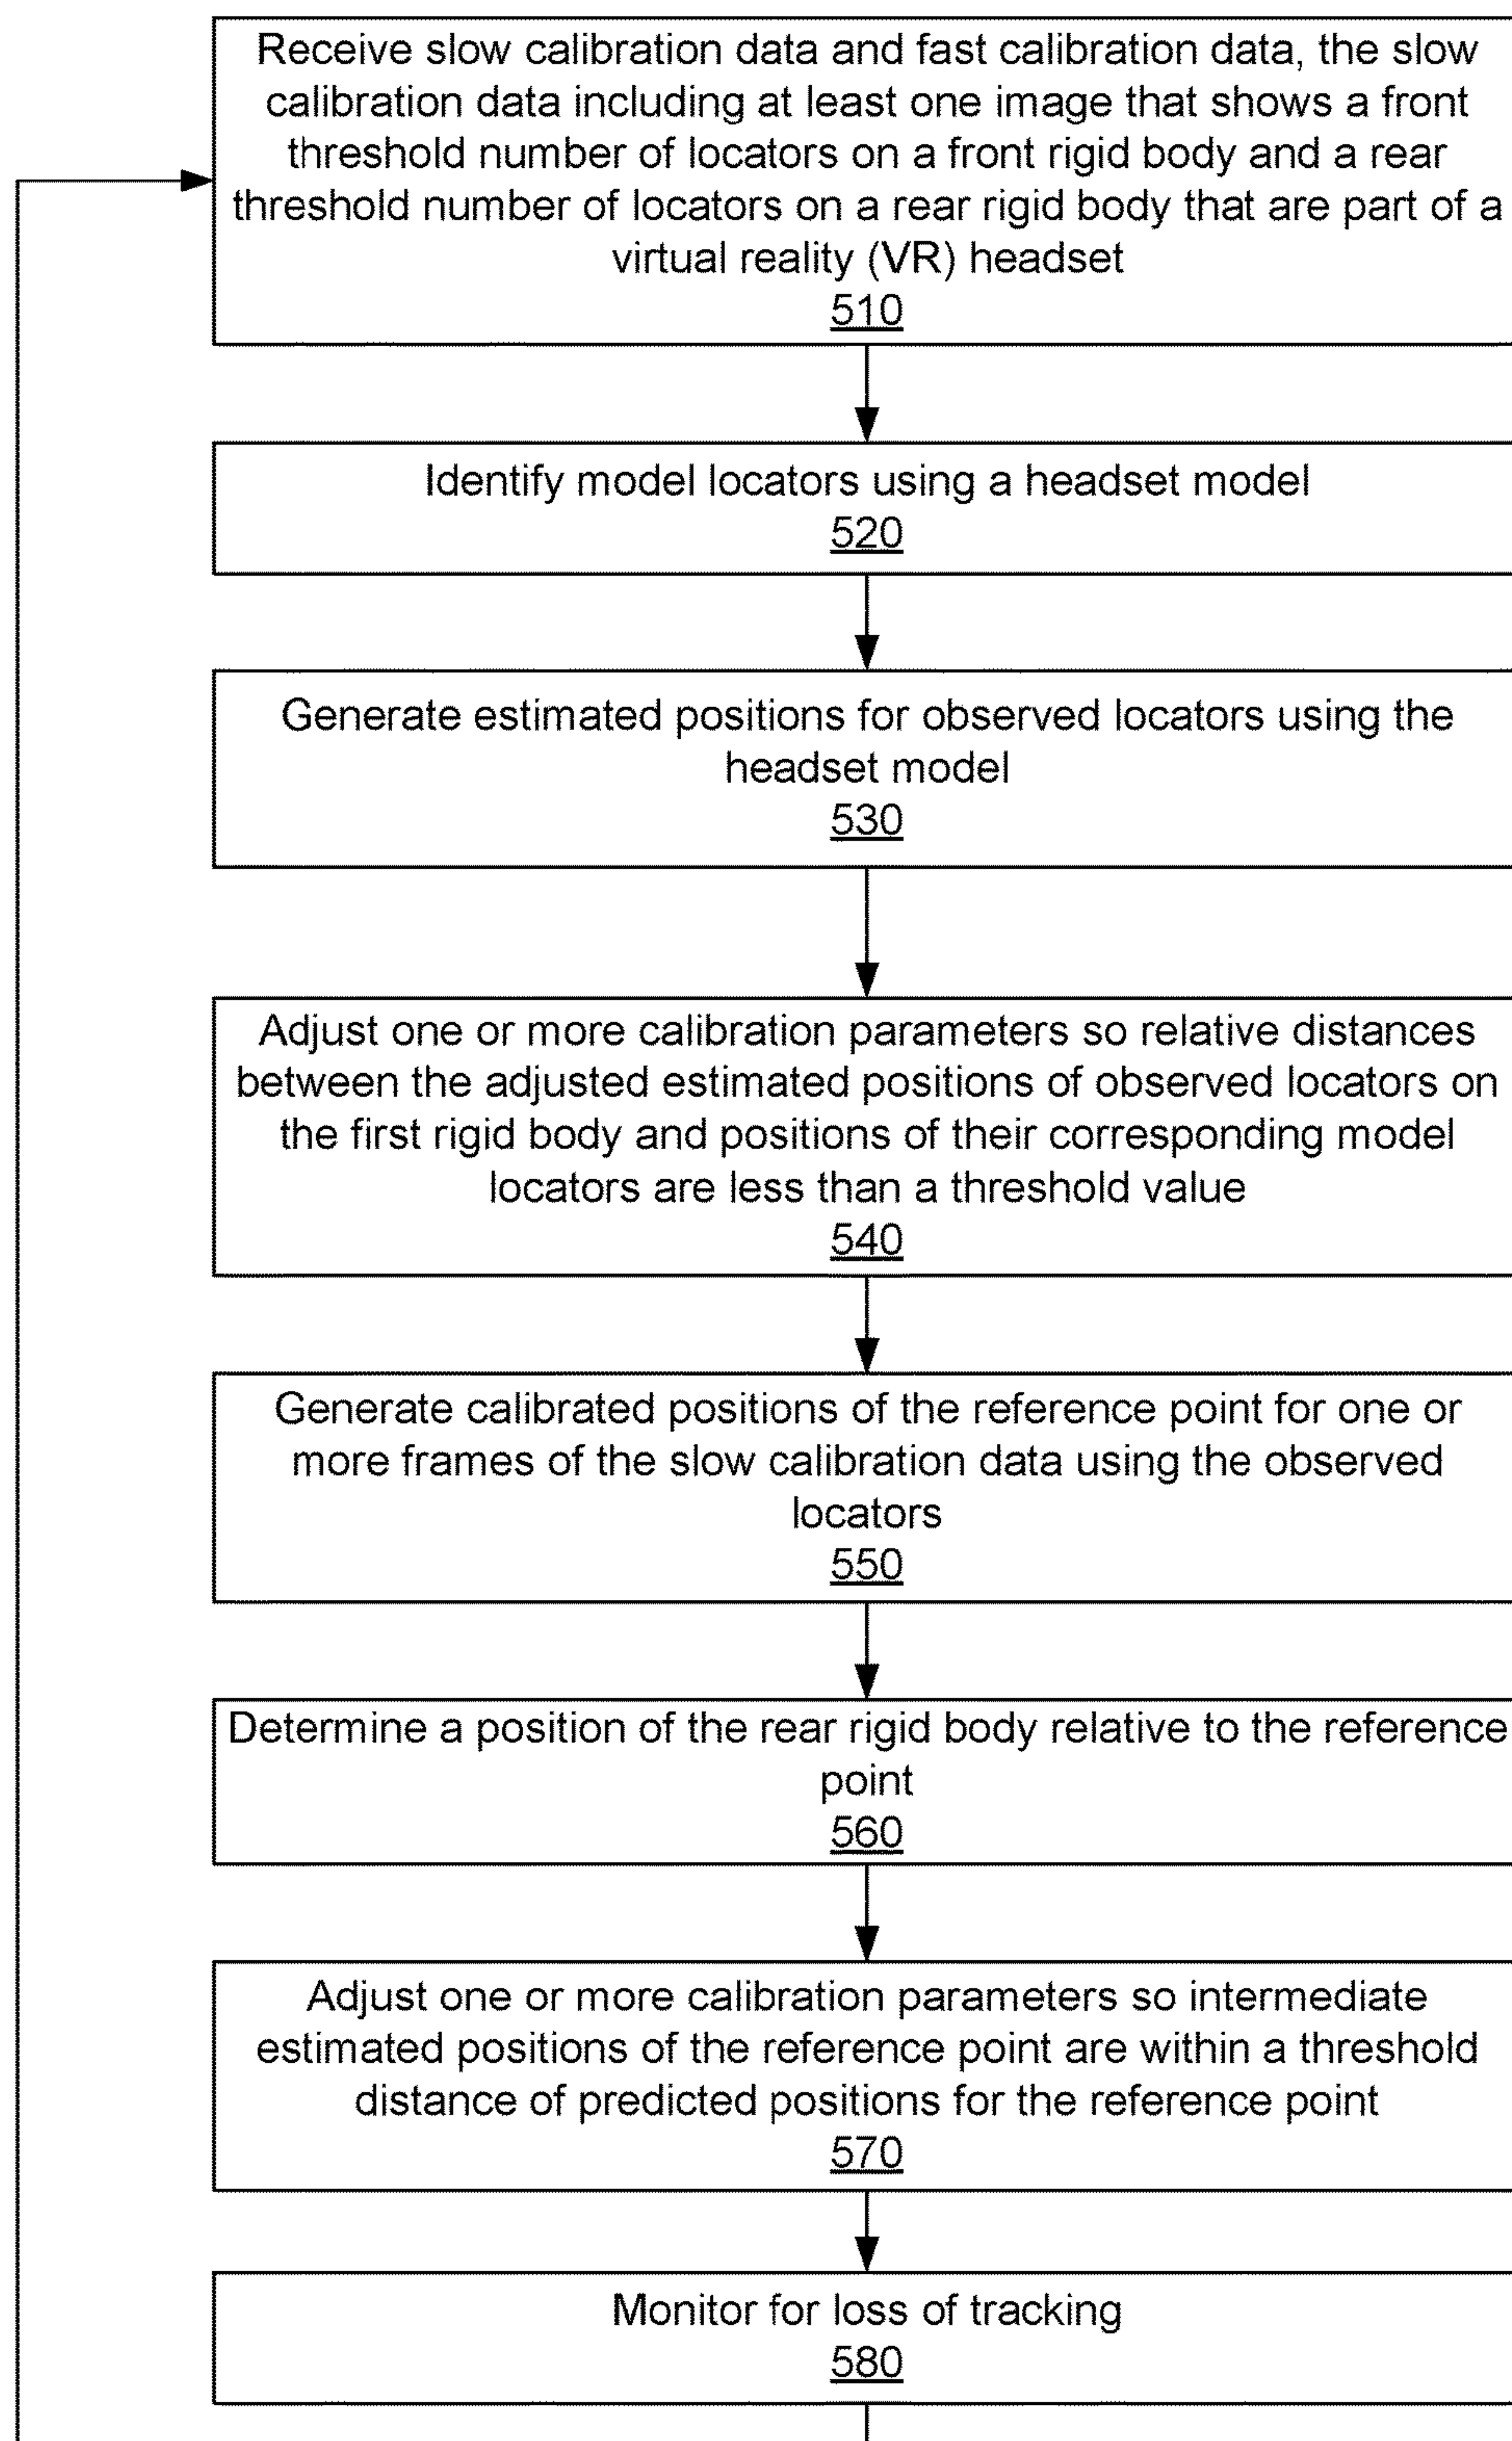 Receive slow calibration data and fast calibration data, the slow
calibration data including at least one image that shows a front
threshold number of locators on a front rigid body and a rear
threshold number of locators on a rear rigid body that are part of a
virtual reality (VR) headset
510
Identify model locators using a headset model
520
Generate estimated positions for observed locators using the
headset model
530
Adjust one or more calibration parameters so relative distances
between the adjusted estimated positions of observed locators on
the first rigid body and positions of their corresponding model
locators are less than a threshold value
540
Generate calibrated positions of the reference point for one or
more frames of the slow calibration data using the observed
locators
550
Determine a position of the rear rigid body relative to the reference
point
560
Adjust one or more calibration parameters so intermediate
estimated positions of the reference point are within a threshold
distance of predicted positions for the reference point
570
Monitor for loss of tracking
580